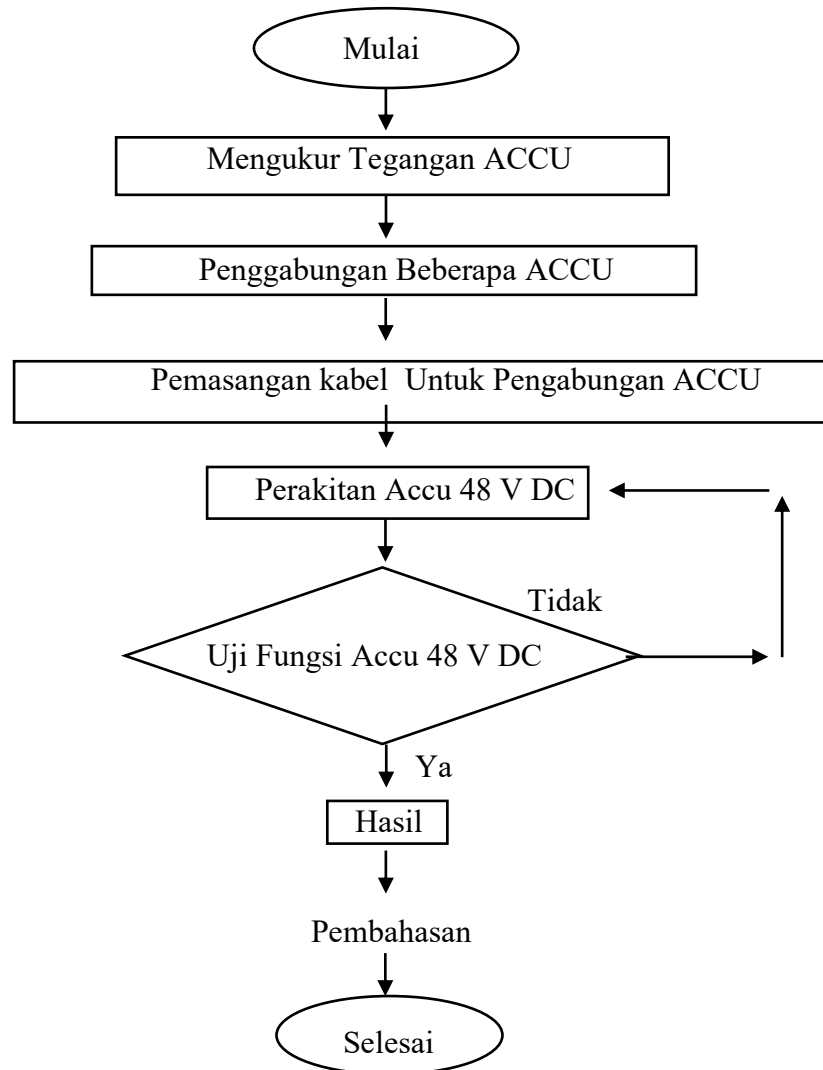 Mulai
Mengukur Tegangan ACCU
Penggabungan Beberapa ACCU
Pemasangan kabel Untuk Pengabungan ACCU
Perakitan Accu 48 V DC
Tidak
Uji Fungsi Accu 48 V DC
Ya
Hasil
Pembahasan
Selesai